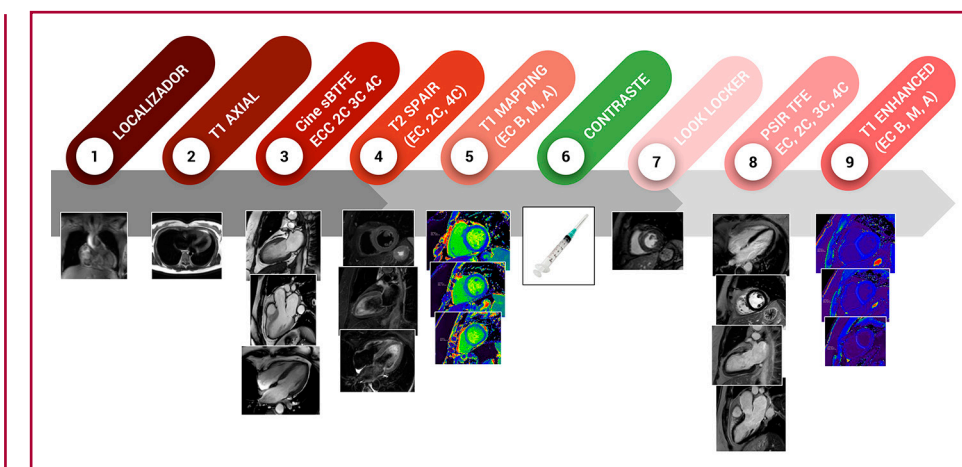 1
LOCALIZADOR
2
T1 AXIAL
3
Cine sBTFE
ECC 2C 3C 4C
4
T2 SPAIR
(EC, 2C, 4C)
5
T1 MAPPING
(EC B, M, A)
6
CONTRASTE
7
LOOK LOCKER
8
PSIR TFE
EC, 2C, 3C, 4C
9
T1 ENHANCED
(EC B, M, A)